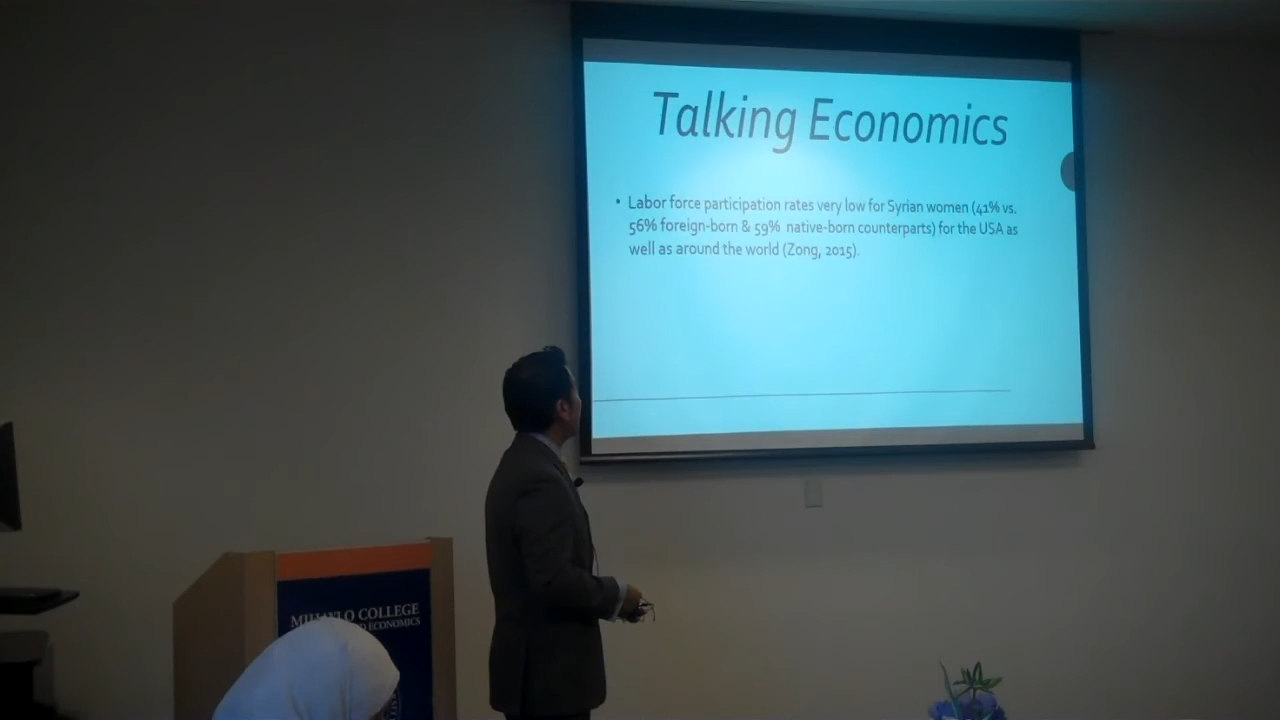 Talking Economics
• Labor force participation rates very low for Syrian women (41% vs.
56% foreign-born & 59% native-born counterparts) for the USA as
well as around the world (Zong, 2015).
COLLEGE
ECONOMICS